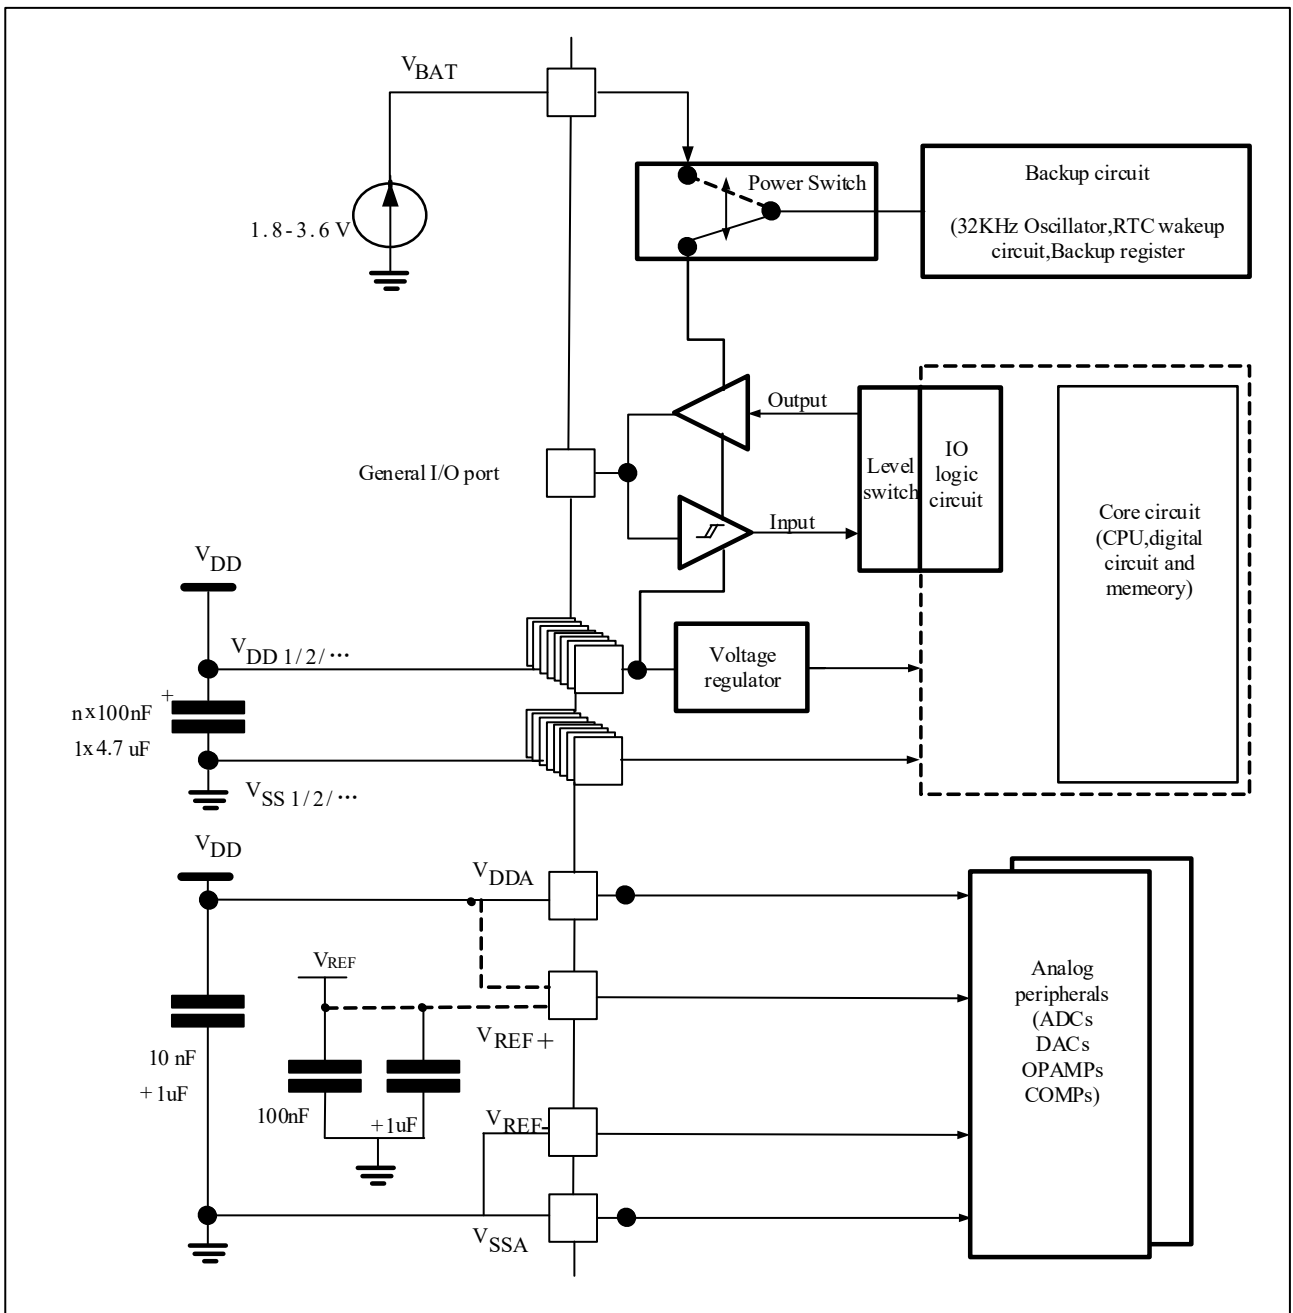 VBAT
Power Switch
Backup circuit
1.8-3.6 V
(32KHz Oscillator,RTC wakeup
circuit,Backup register
Output
General I/O port
Level
switch
IO
logic
circuit
Input
Core circuit
(CPU,digital
circuit and
memeory)
VDD
VDD 1/2/···
Voltage
regulator
+
nx100nF
1x4.7 uF
VSS 1/2/···
VDD
VDDA
VREF
VREF+
10 nF
+1uF
100nF
+1uF
VREF-
VSSA
Analog
peripherals
(ADCs
DACs
OPAMPs
COMPs)